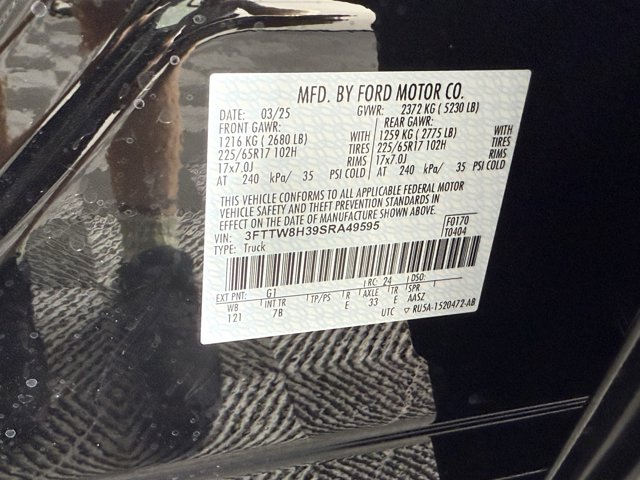 MFD. BY FORD MOTOR CO.
DATE: 03/25 GVWR: 2372 KG ( 5230 LB)
FRONT GAWR: REAR GAWR:
1216 KG ( 2680 LB) WITH 1259 KG ( 2775 LB) WITH
225/65R17 102H TIRES 225/65R17 102H TIRES
17x7.0J RIMS 17x7.0J RIMS
AT 240 kPa/ 35 PSI COLD AT 240 kPa/ 35 PSI COLD
THIS VEHICLE CONFORMS TO ALL APPLICABLE FEDERAL MOTOR
VEHICLE SAFETY AND THEFT PREVENTION STANDARDS IN
EFFECT ON THE DATE OF MANUFACTURE SHOWN ABOVE.
VIN: 3FTTW8H39SRA49595 F0170
TYPE: Truck T0404
EXT PNT: G1 RC: 24 DSO:
WB INT TR TP/PS R AXLE TR SPR
121 7B E 33 E AASZ
UTC ▽ RU5A-1520472-AB